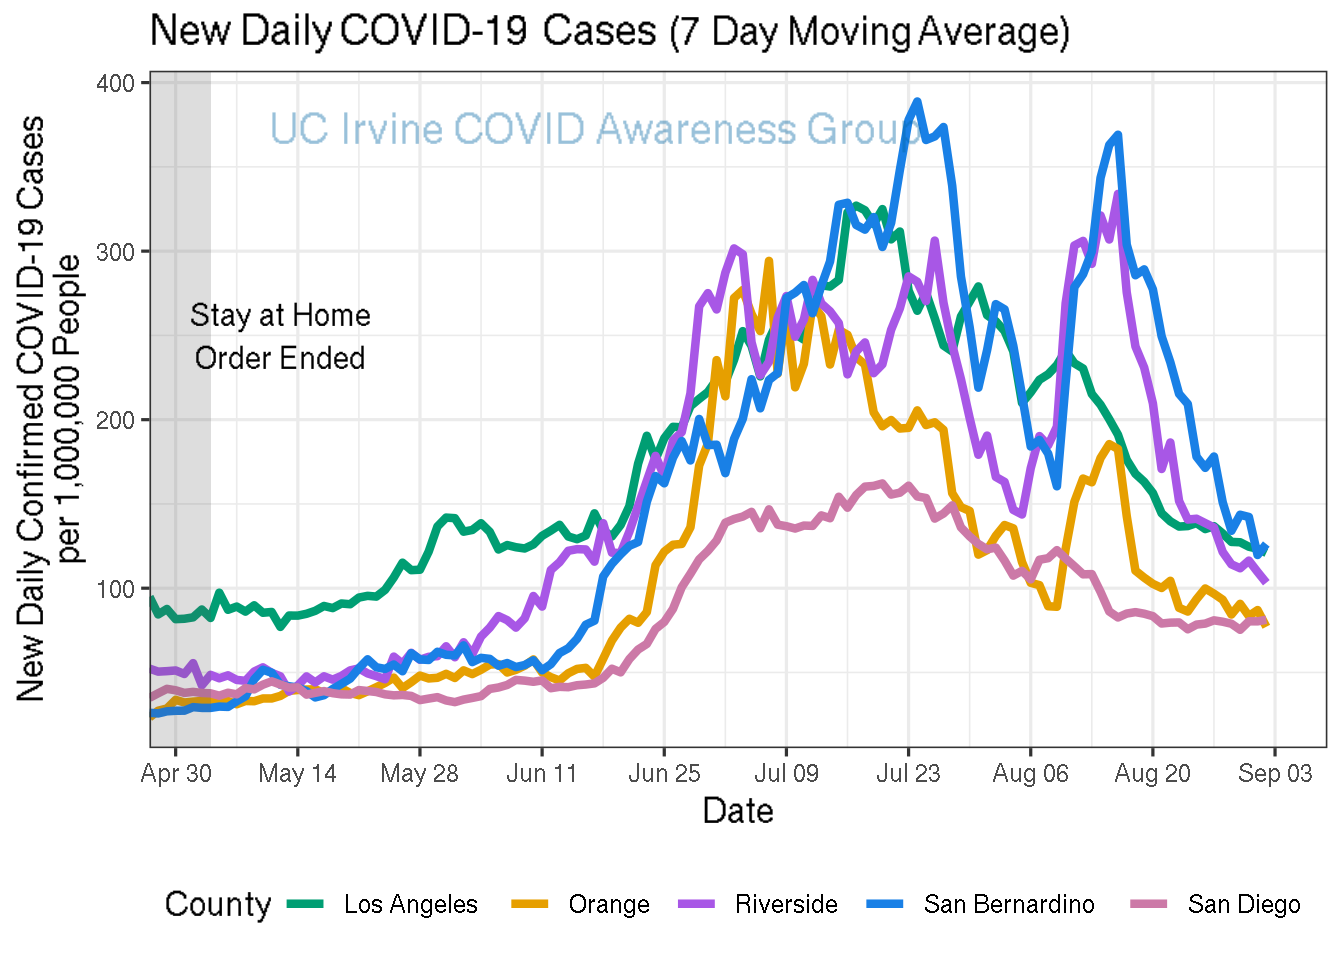 New Daily COVID-19 Cases (7 Day Moving Average)
UC Irvine COVID Awareness Group
Stay at Home
Order Ended
New Daily Confirmed COVID-19 Cases
per 1,000,000 People
400
300
200
100
Apr 30 May 14 May 28 Jun 11 Jun 25 Jul 09 Jul 23 Aug 06 Aug 20 Sep 03
Date
County Los Angeles Orange Riverside San Bernardino San Diego